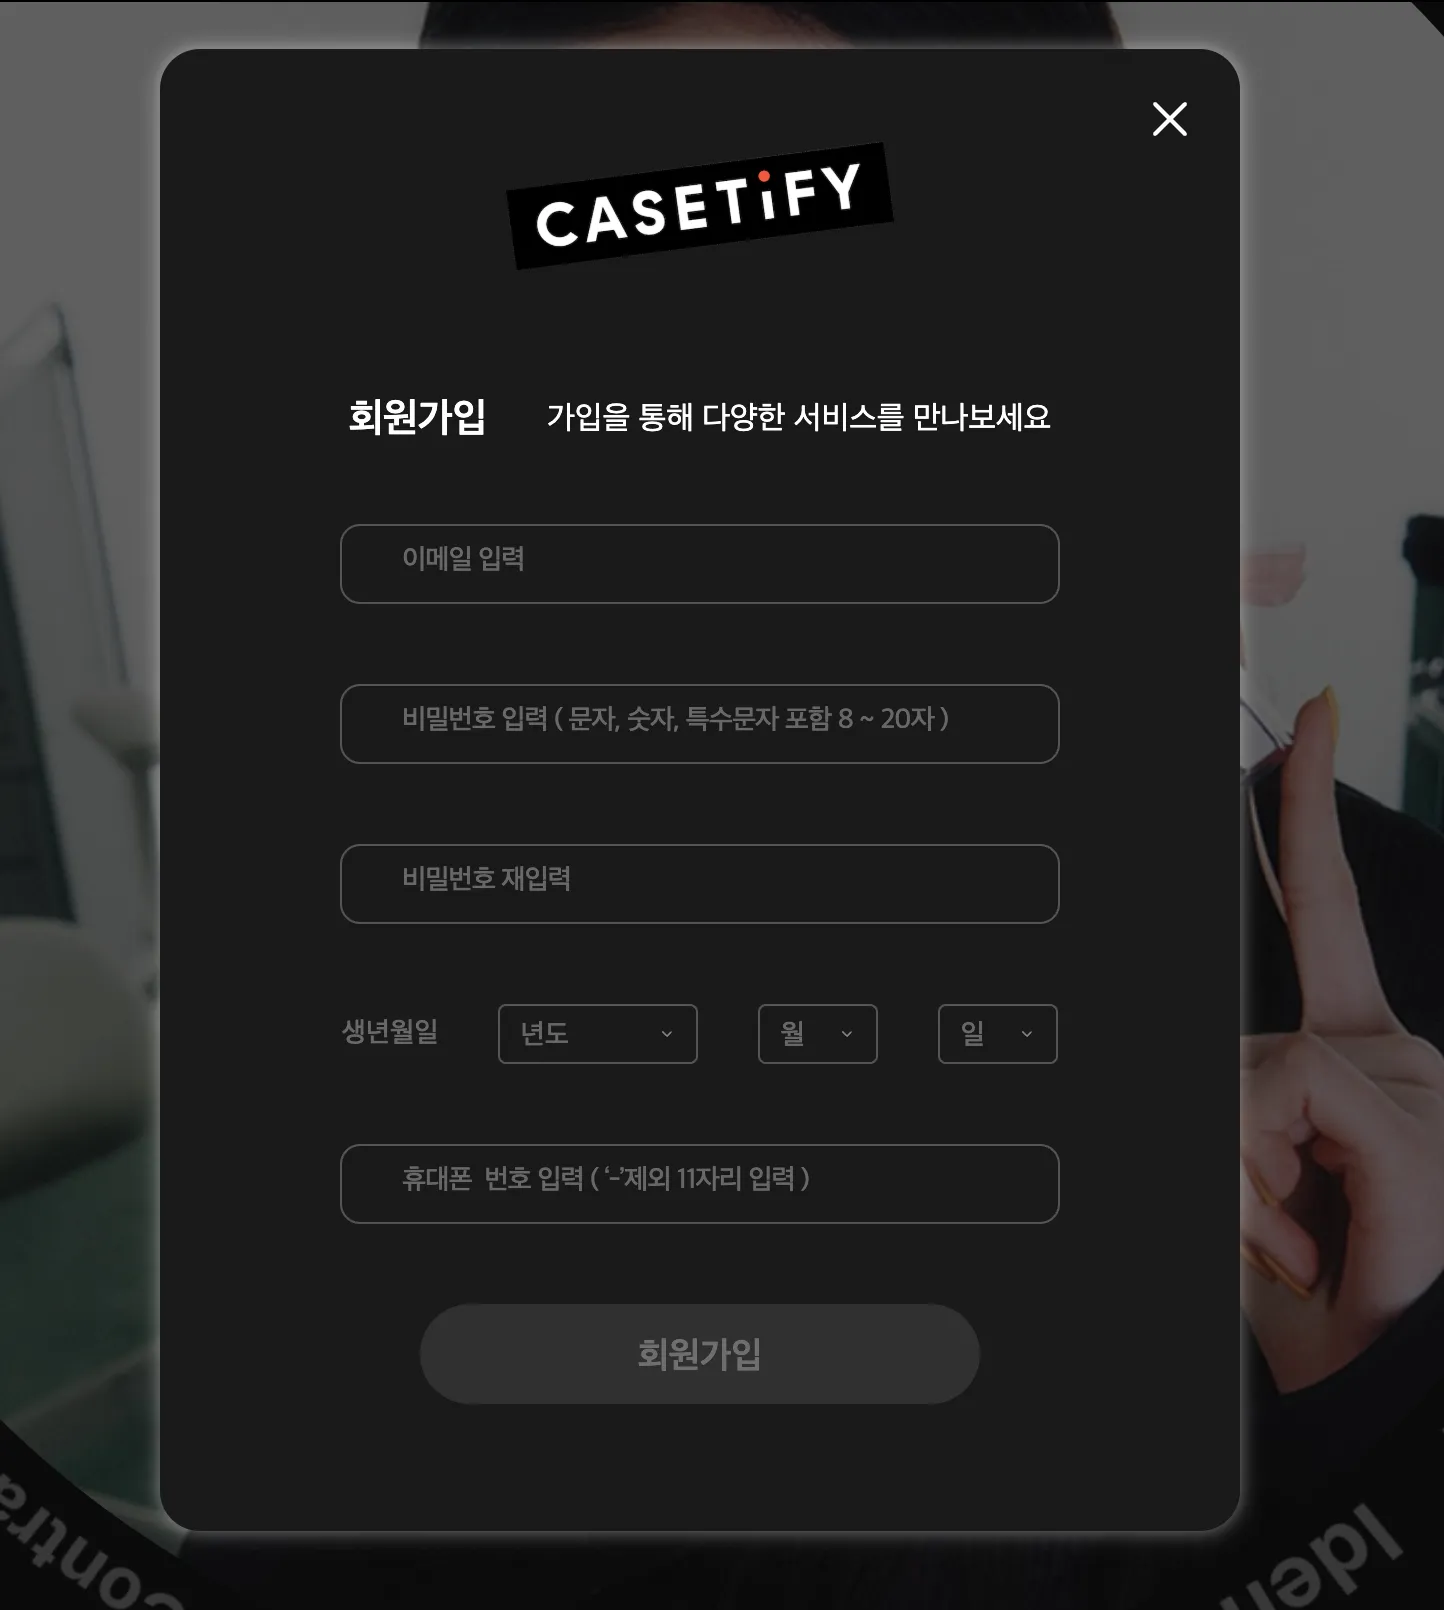 CASETiFY
회원가입 가입을 통해 다양한 서비스를 만나보세요
이메일 입력
비밀번호 입력 ( 문자, 숫자, 특수문자 포함 8 ~ 20자 )
비밀번호 재입력
생년월일 년도 월 일
휴대폰 번호 입력 ( ‘-’제외 11자리 입력 )
회원가입
ontra
Iden